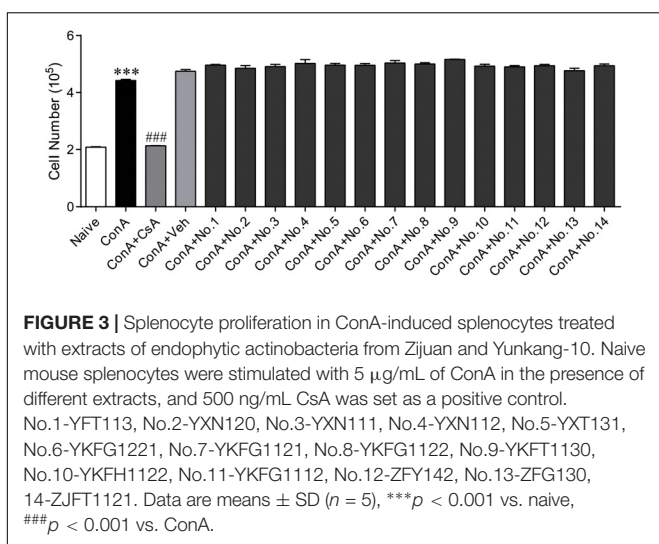 6
4
2
0
Cell Number (10⁵)
***
###
Naive
ConA
ConA+CsA
ConA+Veh
ConA+No.1
ConA+No.2
ConA+No.3
ConA+No.4
ConA+No.5
ConA+No.6
ConA+No.7
ConA+No.8
ConA+No.9
ConA+No.10
ConA+No.11
ConA+No.12
ConA+No.13
ConA+No.14
FIGURE 3 | Splenocyte proliferation in ConA-induced splenocytes treated
with extracts of endophytic actinobacteria from Zijuan and Yunkang-10. Naive
mouse splenocytes were stimulated with 5 μg/mL of ConA in the presence of
different extracts, and 500 ng/mL CsA was set as a positive control.
No.1-YFT113, No.2-YXN120, No.3-YXN111, No.4-YXN112, No.5-YXT131,
No.6-YKFG1221, No.7-YKFG1121, No.8-YKFG1122, No.9-YKFT1130,
No.10-YKFH1122, No.11-YKFG1112, No.12-ZFY142, No.13-ZFG130,
14-ZJFT1121. Data are means ± SD (n = 5), ***p < 0.001 vs. naive,
###p < 0.001 vs. ConA.